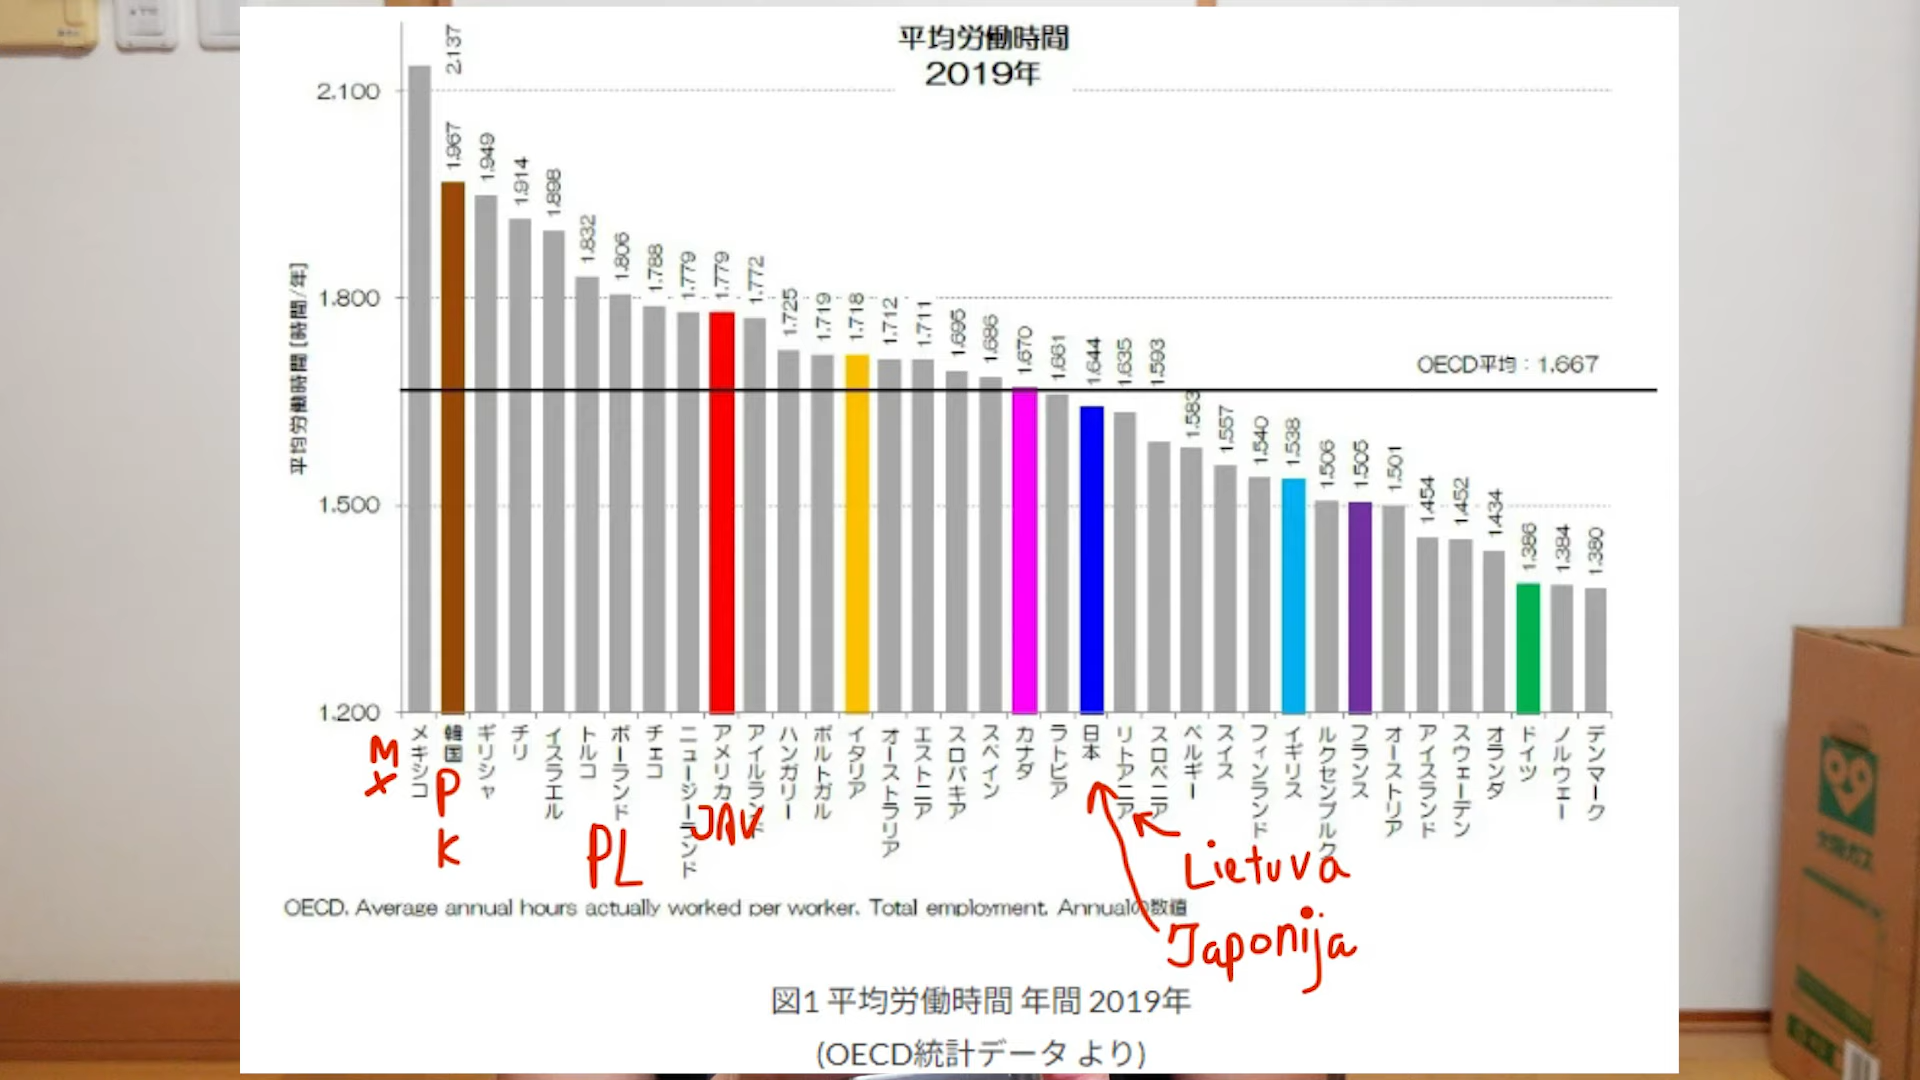 平均労働時間
2019年
平均労働時間 [時間/年]
2.100
1.800
1.500
1.200
2.137
1.967
1.949
1.914
1.898
1.832
1.806
1.788
1.779
1.779
1.772
1.725
1.719
1.718
1.712
1.711
1.695
1.686
1.670
1.661
1.644
1.635
1.593
1.583
1.557
1.540
1.538
1.506
1.505
1.501
1.454
1.452
1.434
1.386
1.384
1.380
OECD平均：1.667
メキシコ
韓国
ギリシャ
チリ
イスラエル
トルコ
ポーランド
チェコ
ニュージーランド
アメリカ
アイルランド
ハンガリー
ポルトガル
イタリア
オーストラリア
エストニア
スロバキア
スペイン
カナダ
ラトビア
日本
リトアニア
スロベニア
ベルギー
スイス
フィンランド
イギリス
ルクセンブルク
フランス
オーストリア
アイスランド
スウェーデン
オランダ
ドイツ
ノルウェー
デンマーク
MX
PK
PL
JAV
Lietuva
Japonija
OECD. Average annual hours actually worked per worker. Total employment. Annualの数値
図1 平均労働時間 年間 2019年
(OECD統計データ より)
大阪ガス